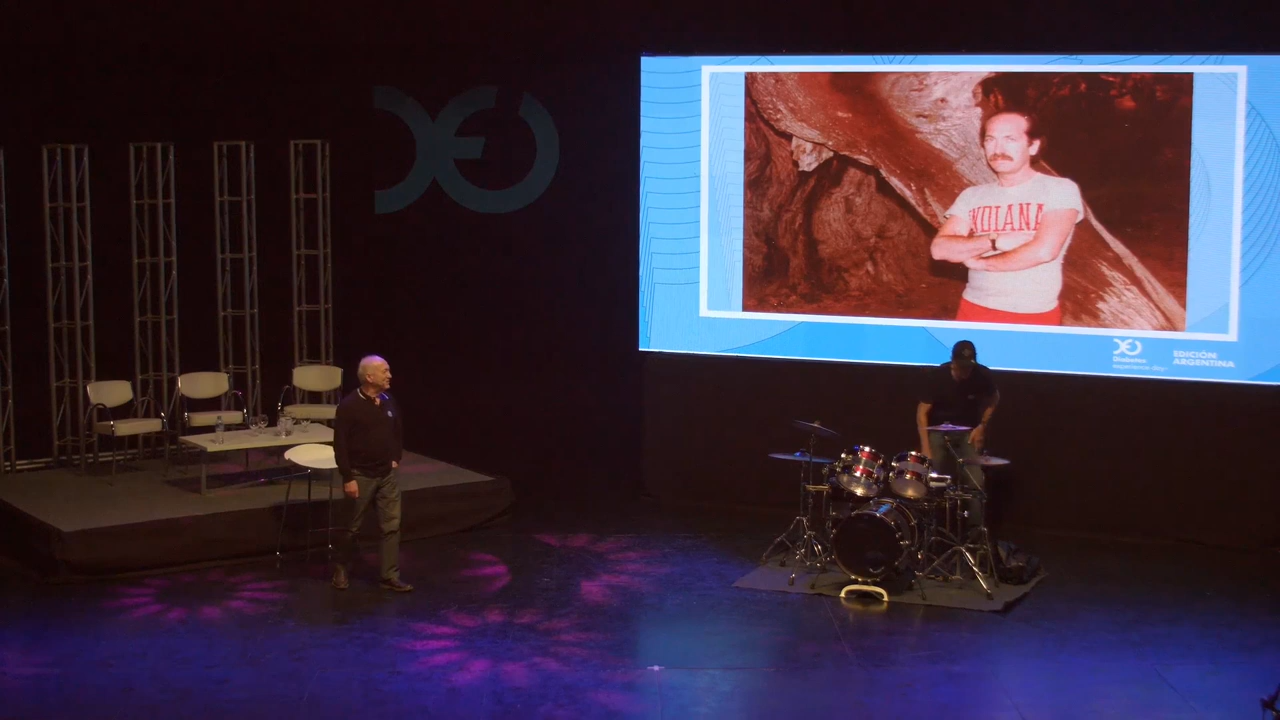 INDIANA
Diabetes
experience day
EDICIÓN
ARGENTINA